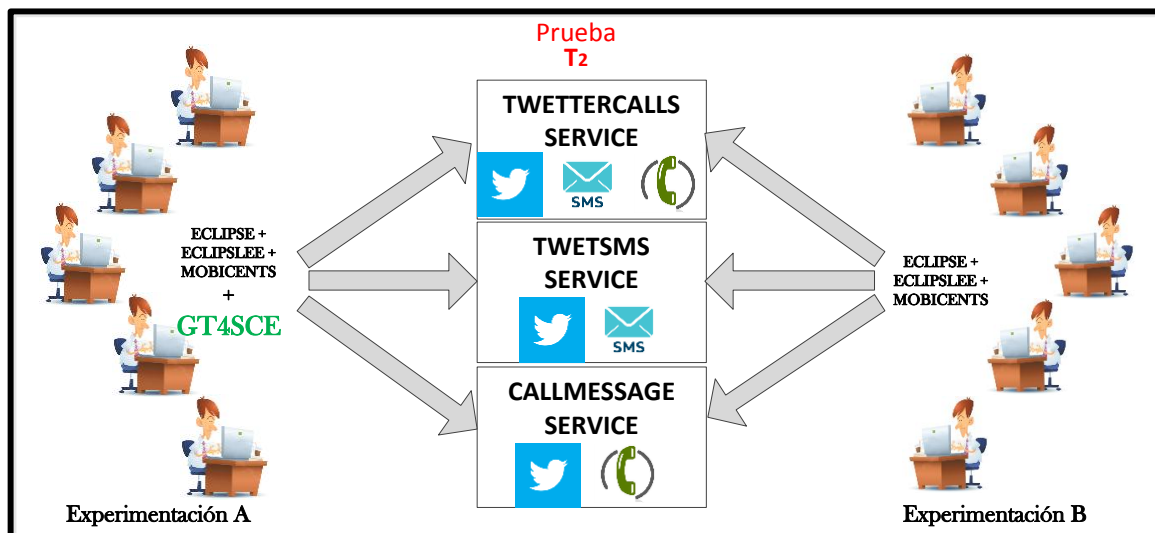 Prueba
T2
TWETTERCALLS
SERVICE
SMS
ECLIPSE +
ECLIPSLEE +
MOBICENTS
+
GT4SCE
TWETSMS
SERVICE
SMS
ECLIPSE +
ECLIPSLEE +
MOBICENTS
CALLMESSAGE
SERVICE
Experimentación A
Experimentación B